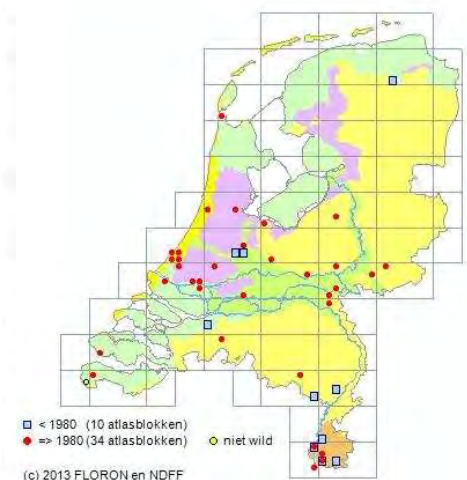 < 1980 (10 atlasblokken)
=> 1980 (34 atlasblokken) niet wild
(c) 2013 FLORON en NDFF